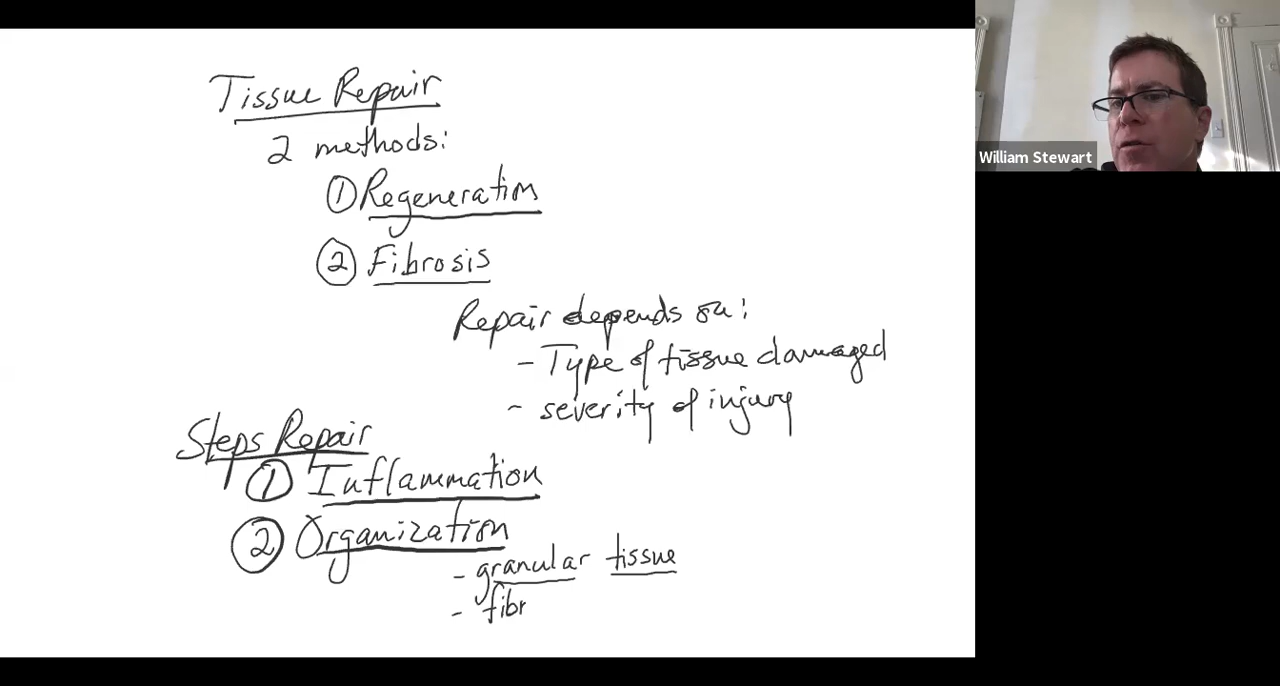 Tissue Repair
2 methods:
① Regeneration
② Fibrosis
Repair depends on:
- Type of tissue damaged
- severity of injury
Steps Repair
① Inflammation
② Organization
- granular tissue
- fibr
William Stewart